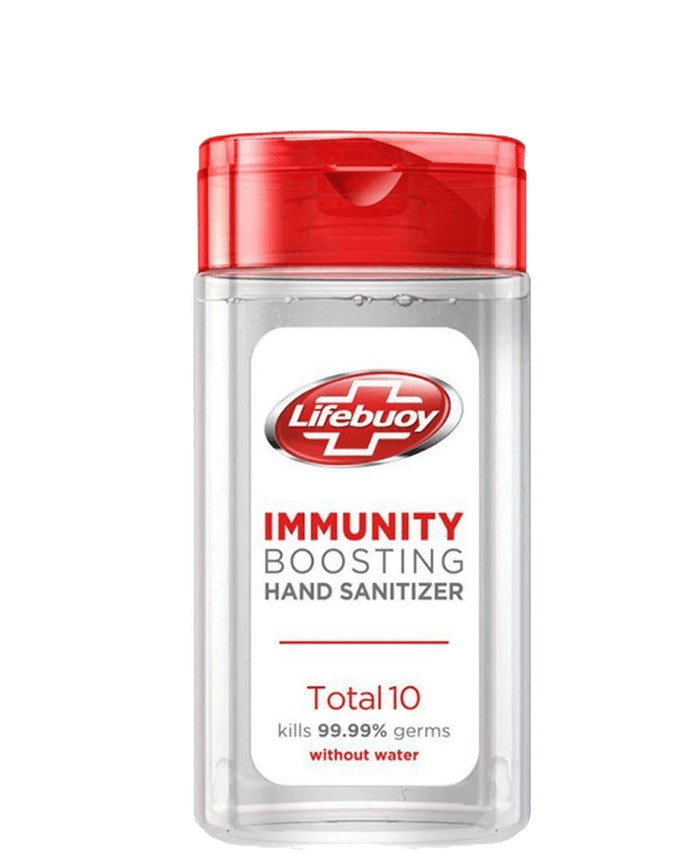 Lifebuoy
IMMUNITY
BOOSTING
HAND SANITIZER
Total 10
kills 99.99% germs
without water